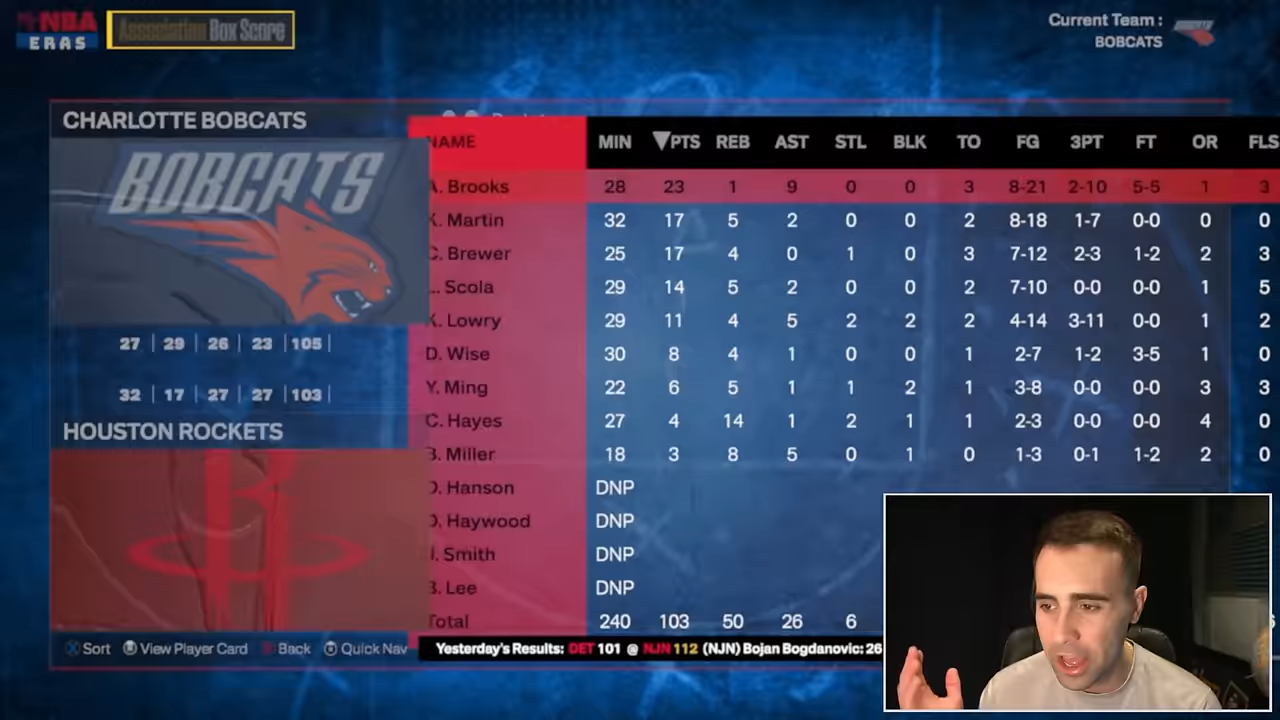 NBA
ERAS
Association Box Score
Current Team :
BOBCATS
CHARLOTTE BOBCATS
BOBCATS
27 | 29 | 26 | 23 | 105 |
32 | 17 | 27 | 27 | 103 |
HOUSTON ROCKETS
R
NAME MIN PTS REB AST STL BLK TO FG 3PT FT OR FLS
A. Brooks 28 23 1 9 0 0 3 8-21 2-10 5-5 1 3
K. Martin 32 17 5 2 0 0 2 8-18 1-7 0-0 0 0
C. Brewer 25 17 4 0 1 0 3 7-12 2-3 1-2 2 3
L. Scola 29 14 5 2 0 0 2 7-10 0-0 0-0 1 5
K. Lowry 29 11 4 5 2 2 2 4-14 3-11 0-0 1 2
D. Wise 30 8 4 1 0 0 1 2-7 1-2 3-5 1 0
Y. Ming 22 6 5 1 1 2 1 3-8 0-0 0-0 3 3
C. Hayes 27 4 14 1 2 1 1 2-3 0-0 0-0 4 0
B. Miller 18 3 8 5 0 1 0 1-3 0-1 1-2 2 0
Hanson DNP
Haywood DNP
J. Smith DNP
B. Lee DNP
Total 240 103 50 26 6
Sort View Player Card Back Quick Nav
Yesterday's Results: DET 101 @ NJN 112 (NJN) Bojan Bogdanovic: 26